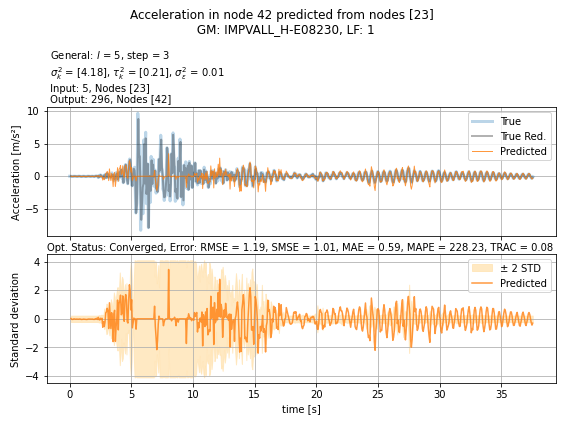 Acceleration in node 42 predicted from nodes [23]
GM: IMPVALL_H-E08230, LF: 1
General: l = 5, step = 3
σ²ₖ = [4.18], τ²ₖ = [0.21], σ²ε = 0.01
Input: 5, Nodes [23]
Output: 296, Nodes [42]
Acceleration [m/s²]
10
5
0
−5
True
True Red.
Predicted
Opt. Status: Converged, Error: RMSE = 1.19, SMSE = 1.01, MAE = 0.59, MAPE = 228.23, TRAC = 0.08
Standard deviation
4
2
0
−2
−4
± 2 STD
Predicted
0 5 10 15 20 25 30 35
time [s]